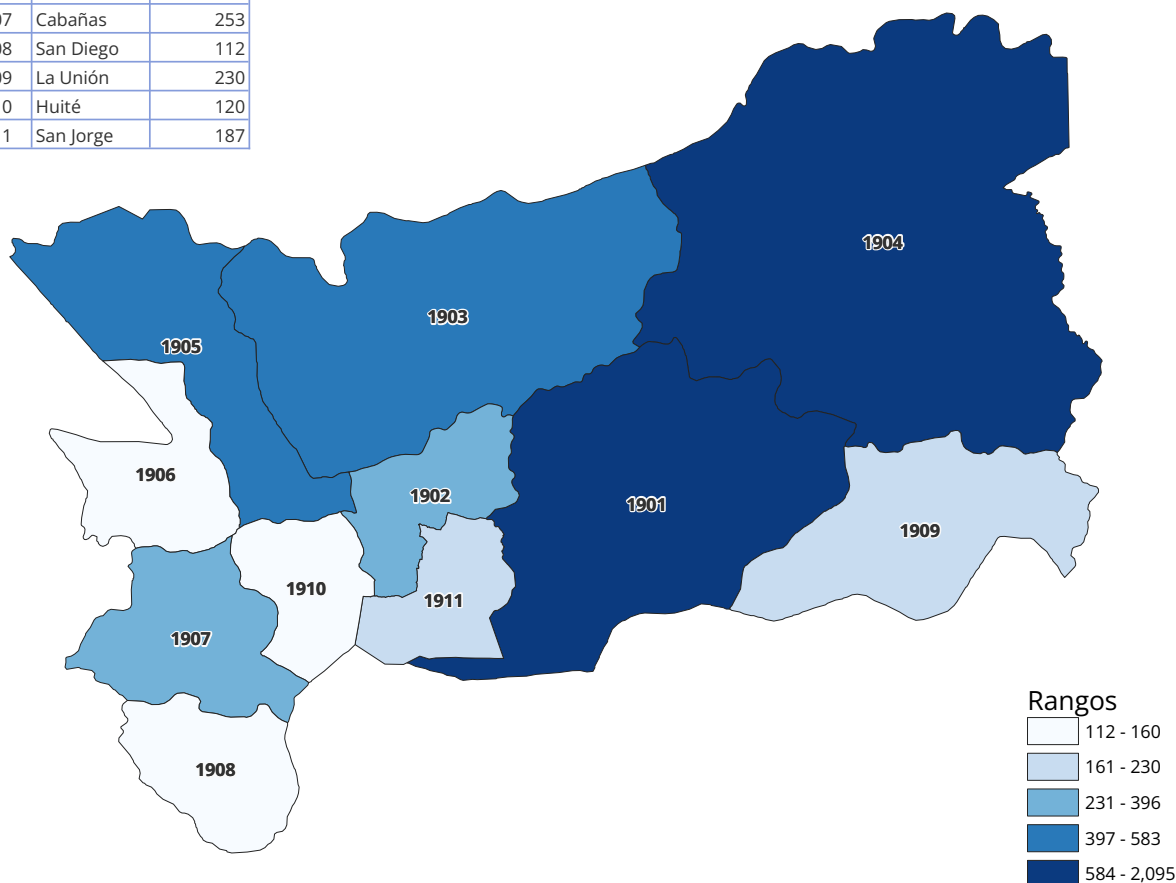 07 Cabañas 253
08 San Diego 112
09 La Unión 230
0 Huité 120
1 San Jorge 187
1904
1903
1905
1906
1902
1901
1909
1910
1911
1907
1908
Rangos
112 - 160
161 - 230
231 - 396
397 - 583
584 - 2,095